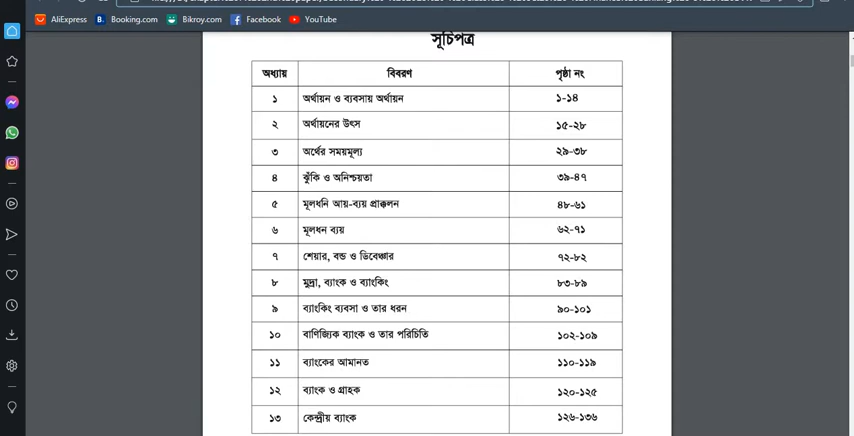 AliExpress Booking.com Bikroy.com Facebook YouTube
সূচিপত্র
অধ্যায় বিবরণ পৃষ্ঠা নং
১ অর্থায়ন ও ব্যবসায় অর্থায়ন ১-১৪
২ অর্থায়নের উৎস ১৫-২৮
৩ অর্থের সময়মূল্য ২৯-৩৮
৪ ঝুঁকি ও অনিশ্চয়তা ৩৯-৪৭
৫ মূলধনি আয়-ব্যয় প্রাক্কলন ৪৮-৬১
৬ মূলধন ব্যয় ৬২-৭১
৭ শেয়ার, বন্ড ও ডিবেঞ্চার ৭২-৮২
৮ মুদ্রা, ব্যাংক ও ব্যাংকিং ৮৩-৮৯
৯ ব্যাংকিং ব্যবসা ও তার ধরন ৯০-১০১
১০ বাণিজ্যিক ব্যাংক ও তার পরিচিতি ১০২-১০৯
১১ ব্যাংকের আমানত ১১০-১১৯
১২ ব্যাংক ও গ্রাহক ১২০-১২৫
১৩ কেন্দ্রীয় ব্যাংক ১২৬-১৩৬